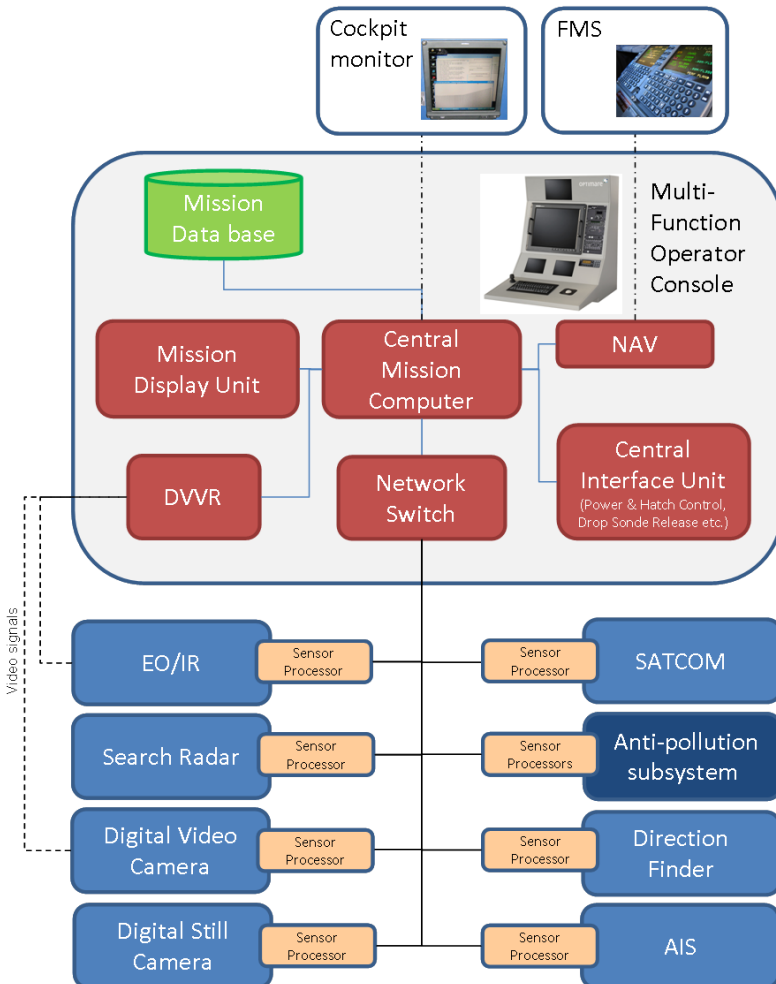 Cockpit
monitor
FMS
Mission
Data base
Multi-
Function
Operator
Console
Mission
Display Unit
Central
Mission
Computer
NAV
DVVR
Network
Switch
Central
Interface Unit
(Power & Hatch Control,
Drop Sonde Release etc.)
Video signals
EO/IR
Sensor
Processor
Sensor
Processor
SATCOM
Search Radar
Sensor
Processor
Sensor
Processors
Anti-pollution
subsystem
Digital Video
Camera
Sensor
Processor
Sensor
Processor
Direction
Finder
Digital Still
Camera
Sensor
Processor
Sensor
Processor
AIS